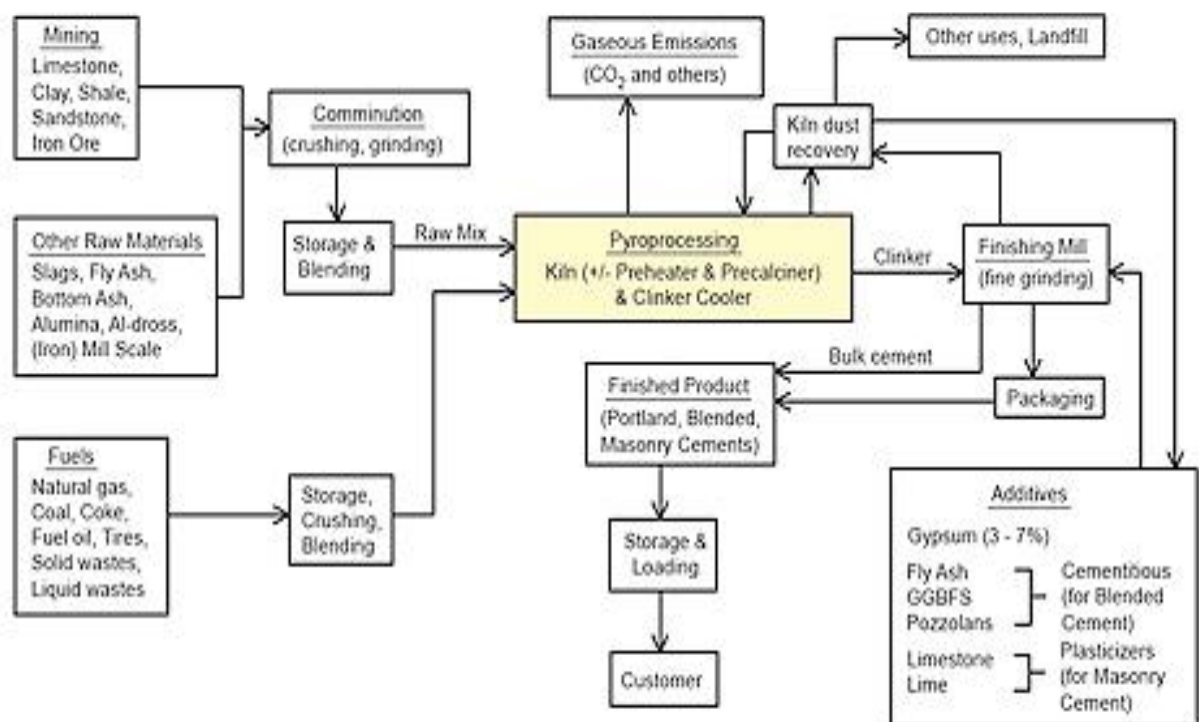 Mining
Limestone,
Clay, Shale,
Sandstone,
Iron Ore
Other Raw Materials
Slags, Fly Ash,
Bottom Ash,
Alumina, Al-dross,
(Iron) Mill Scale
Fuels
Natural gas,
Coal, Coke,
Fuel oil, Tires,
Solid wastes,
Liquid wastes
Comminution
(crushing, grinding)
Storage &
Blending
Raw Mix
Storage,
Crushing,
Blending
Gaseous Emissions
(CO₂ and others)
Other uses, Landfill
Kiln dust
recovery
Pyroprocessing
Kiln (+/- Preheater & Precalciner)
& Clinker Cooler
Clinker
Finishing Mill
(fine grinding)
Bulk cement
Packaging
Finished Product
(Portland, Blended,
Masonry Cements)
Storage &
Loading
Customer
Additives
Gypsum (3 - 7%)
Fly Ash
GGBFS
Pozzolans
Cementitious
(for Blended
Cement)
Limestone
Lime
Plasticizers
(for Masonry
Cement)